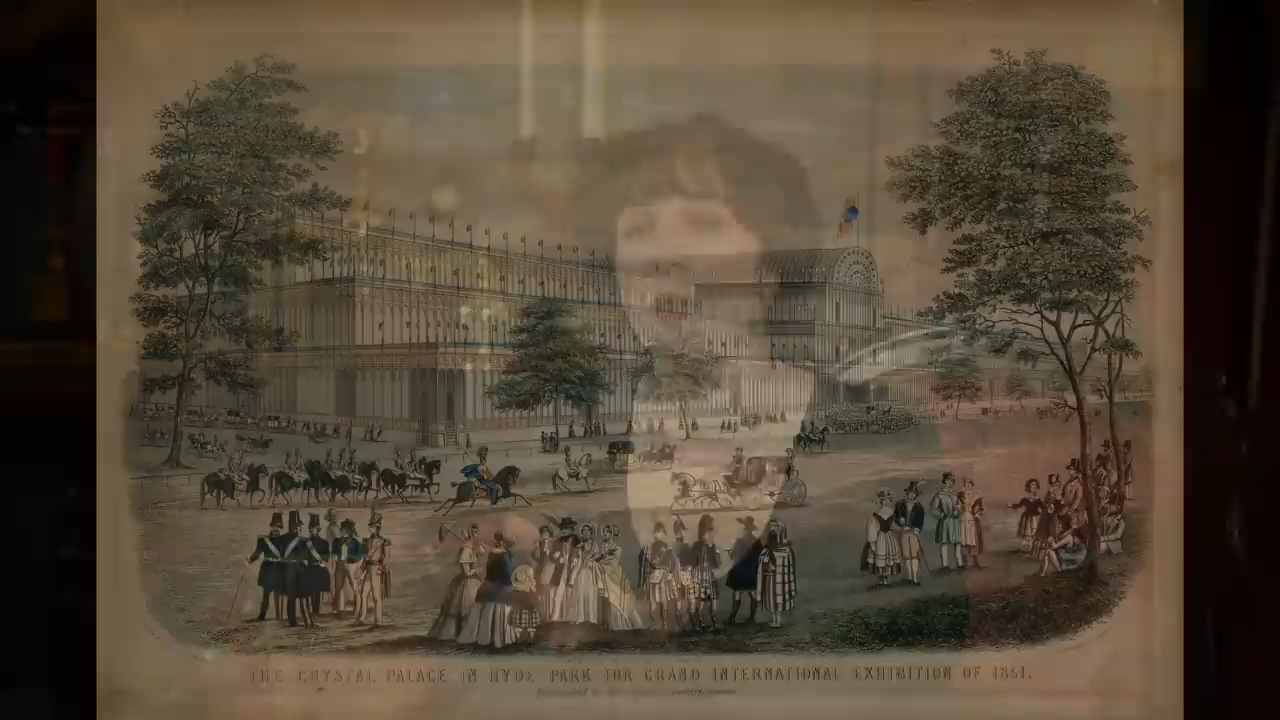 THE CRYSTAL PALACE IN HYDE PARK FOR GRAND INTERNATIONAL EXHIBITION OF 1851.